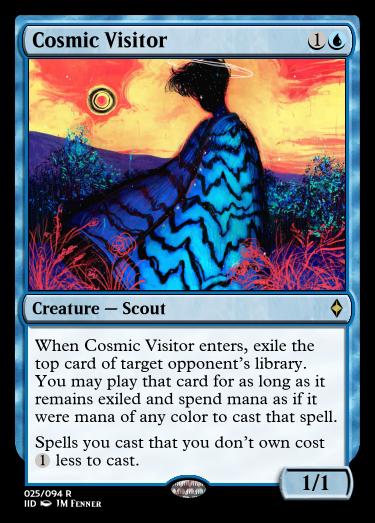 Cosmic Visitor 1
Creature — Scout
When Cosmic Visitor enters, exile the
top card of target opponent's library.
You may play that card for as long as it
remains exiled and spend mana as if it
were mana of any color to cast that spell.
Spells you cast that you don't own cost
1 less to cast.
1/1
025/094 R
IID JM Fenner